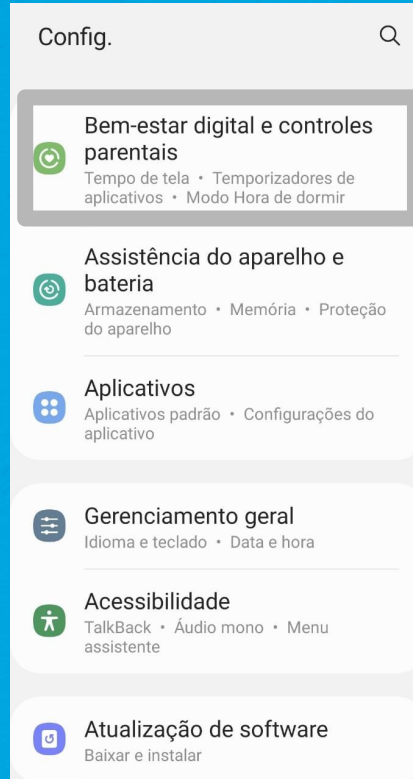 Config.
Bem-estar digital e controles
parentais
Tempo de tela • Temporizadores de
aplicativos • Modo Hora de dormir
Assistência do aparelho e
bateria
Armazenamento • Memória • Proteção
do aparelho
Aplicativos
Aplicativos padrão • Configurações do
aplicativo
Gerenciamento geral
Idioma e teclado • Data e hora
Acessibilidade
TalkBack • Áudio mono • Menu
assistente
Atualização de software
Baixar e instalar